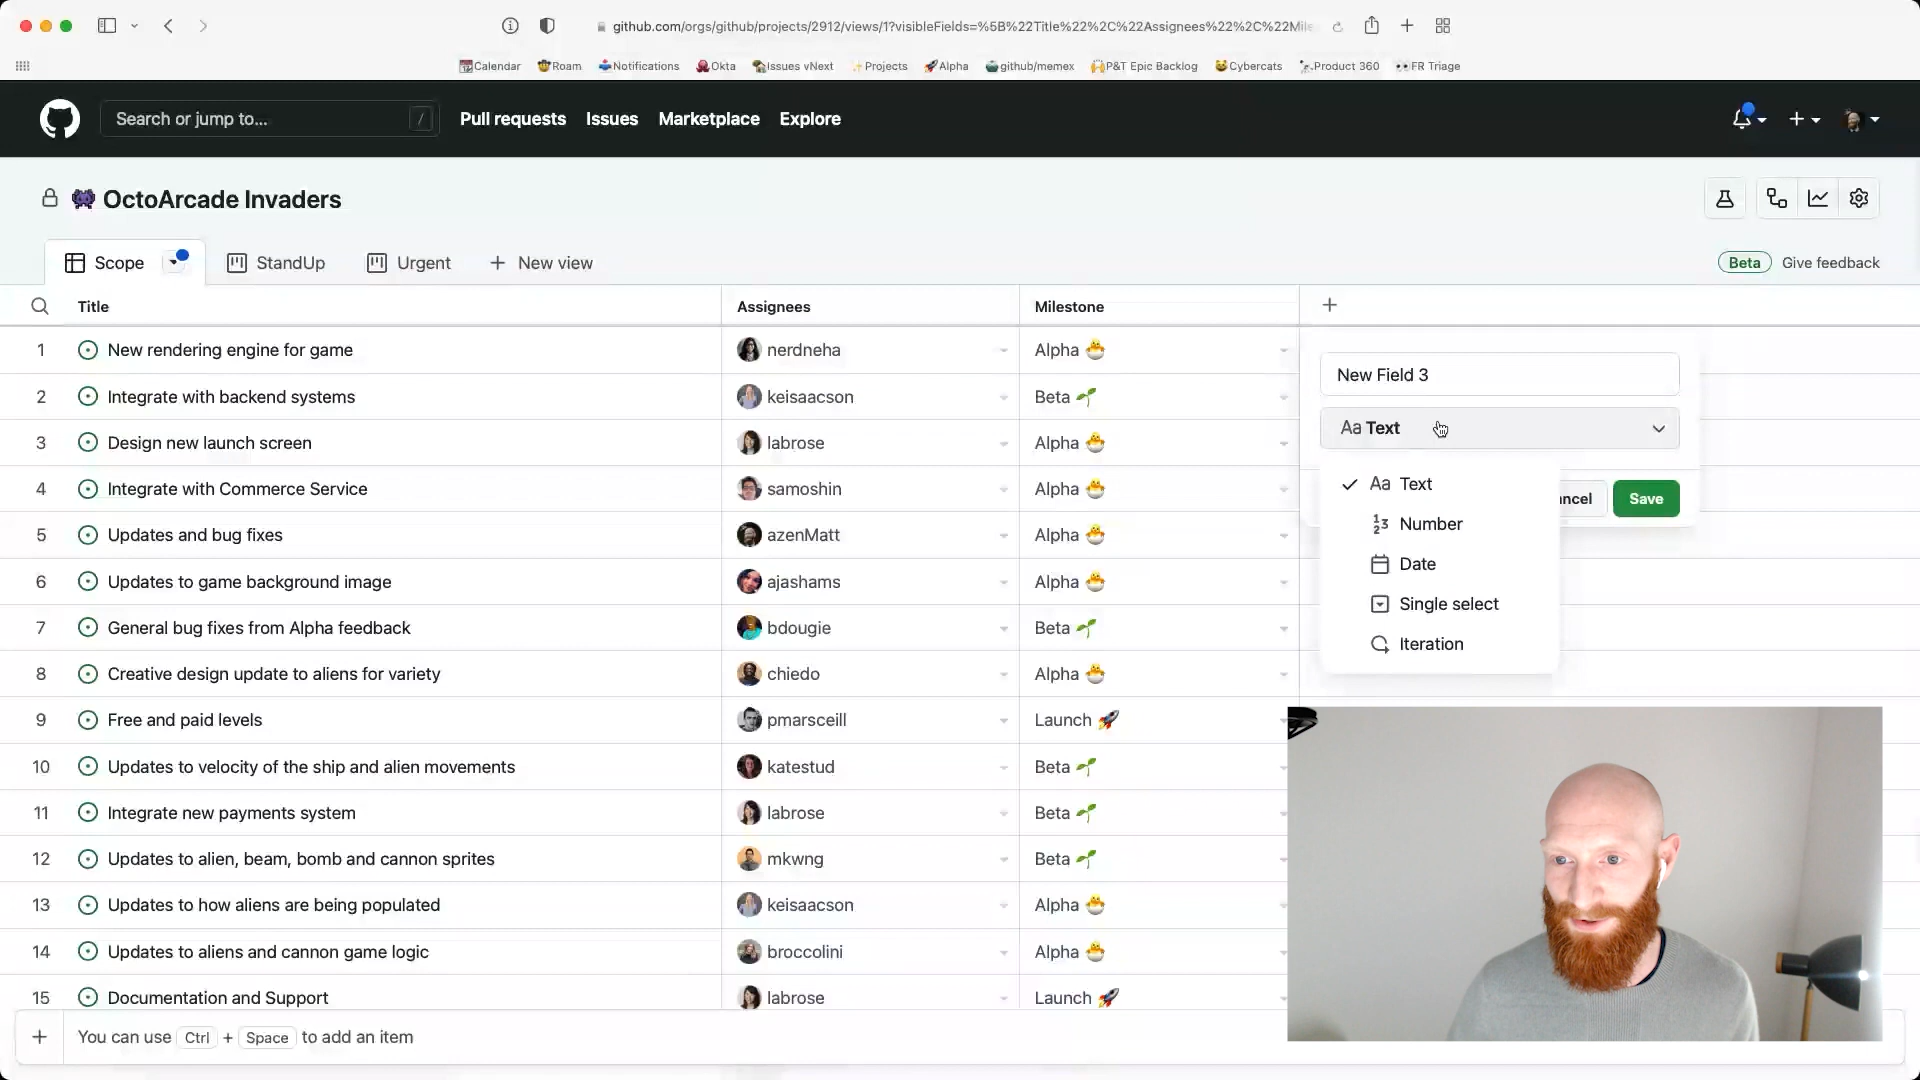 github.com/orgs/github/projects/2912/views/1?visibleFields=%5B%22Title%22%2C%22Assignees%22%2C%22Mile
Calendar Roam Notifications Okta Issues vNext Projects Alpha github/memex P&T Epic Backlog Cybercats Product 360 FR Triage
Search or jump to... / Pull requests Issues Marketplace Explore
OctoArcade Invaders
Scope StandUp Urgent + New view Beta Give feedback
Title Assignees Milestone +
1 New rendering engine for game nerdneha Alpha 🐣
New Field 3
2 Integrate with backend systems keisaacson Beta 🌱
Aa Text
3 Design new launch screen labrose Alpha 🐣
✓ Aa Text
4 Integrate with Commerce Service samoshin Alpha 🐣
ncel Save
Number
5 Updates and bug fixes azenMatt Alpha 🐣
Date
6 Updates to game background image ajashams Alpha 🐣
Single select
7 General bug fixes from Alpha feedback bdougie Beta 🌱
Iteration
8 Creative design update to aliens for variety chiedo Alpha 🐣
9 Free and paid levels pmarsceill Launch 🚀
10 Updates to velocity of the ship and alien movements katestud Beta 🌱
11 Integrate new payments system labrose Beta 🌱
12 Updates to alien, beam, bomb and cannon sprites mkwng Beta 🌱
13 Updates to how aliens are being populated keisaacson Alpha 🐣
14 Updates to aliens and cannon game logic broccolini Alpha 🐣
15 Documentation and Support labrose Launch 🚀
+ You can use Ctrl + Space to add an item